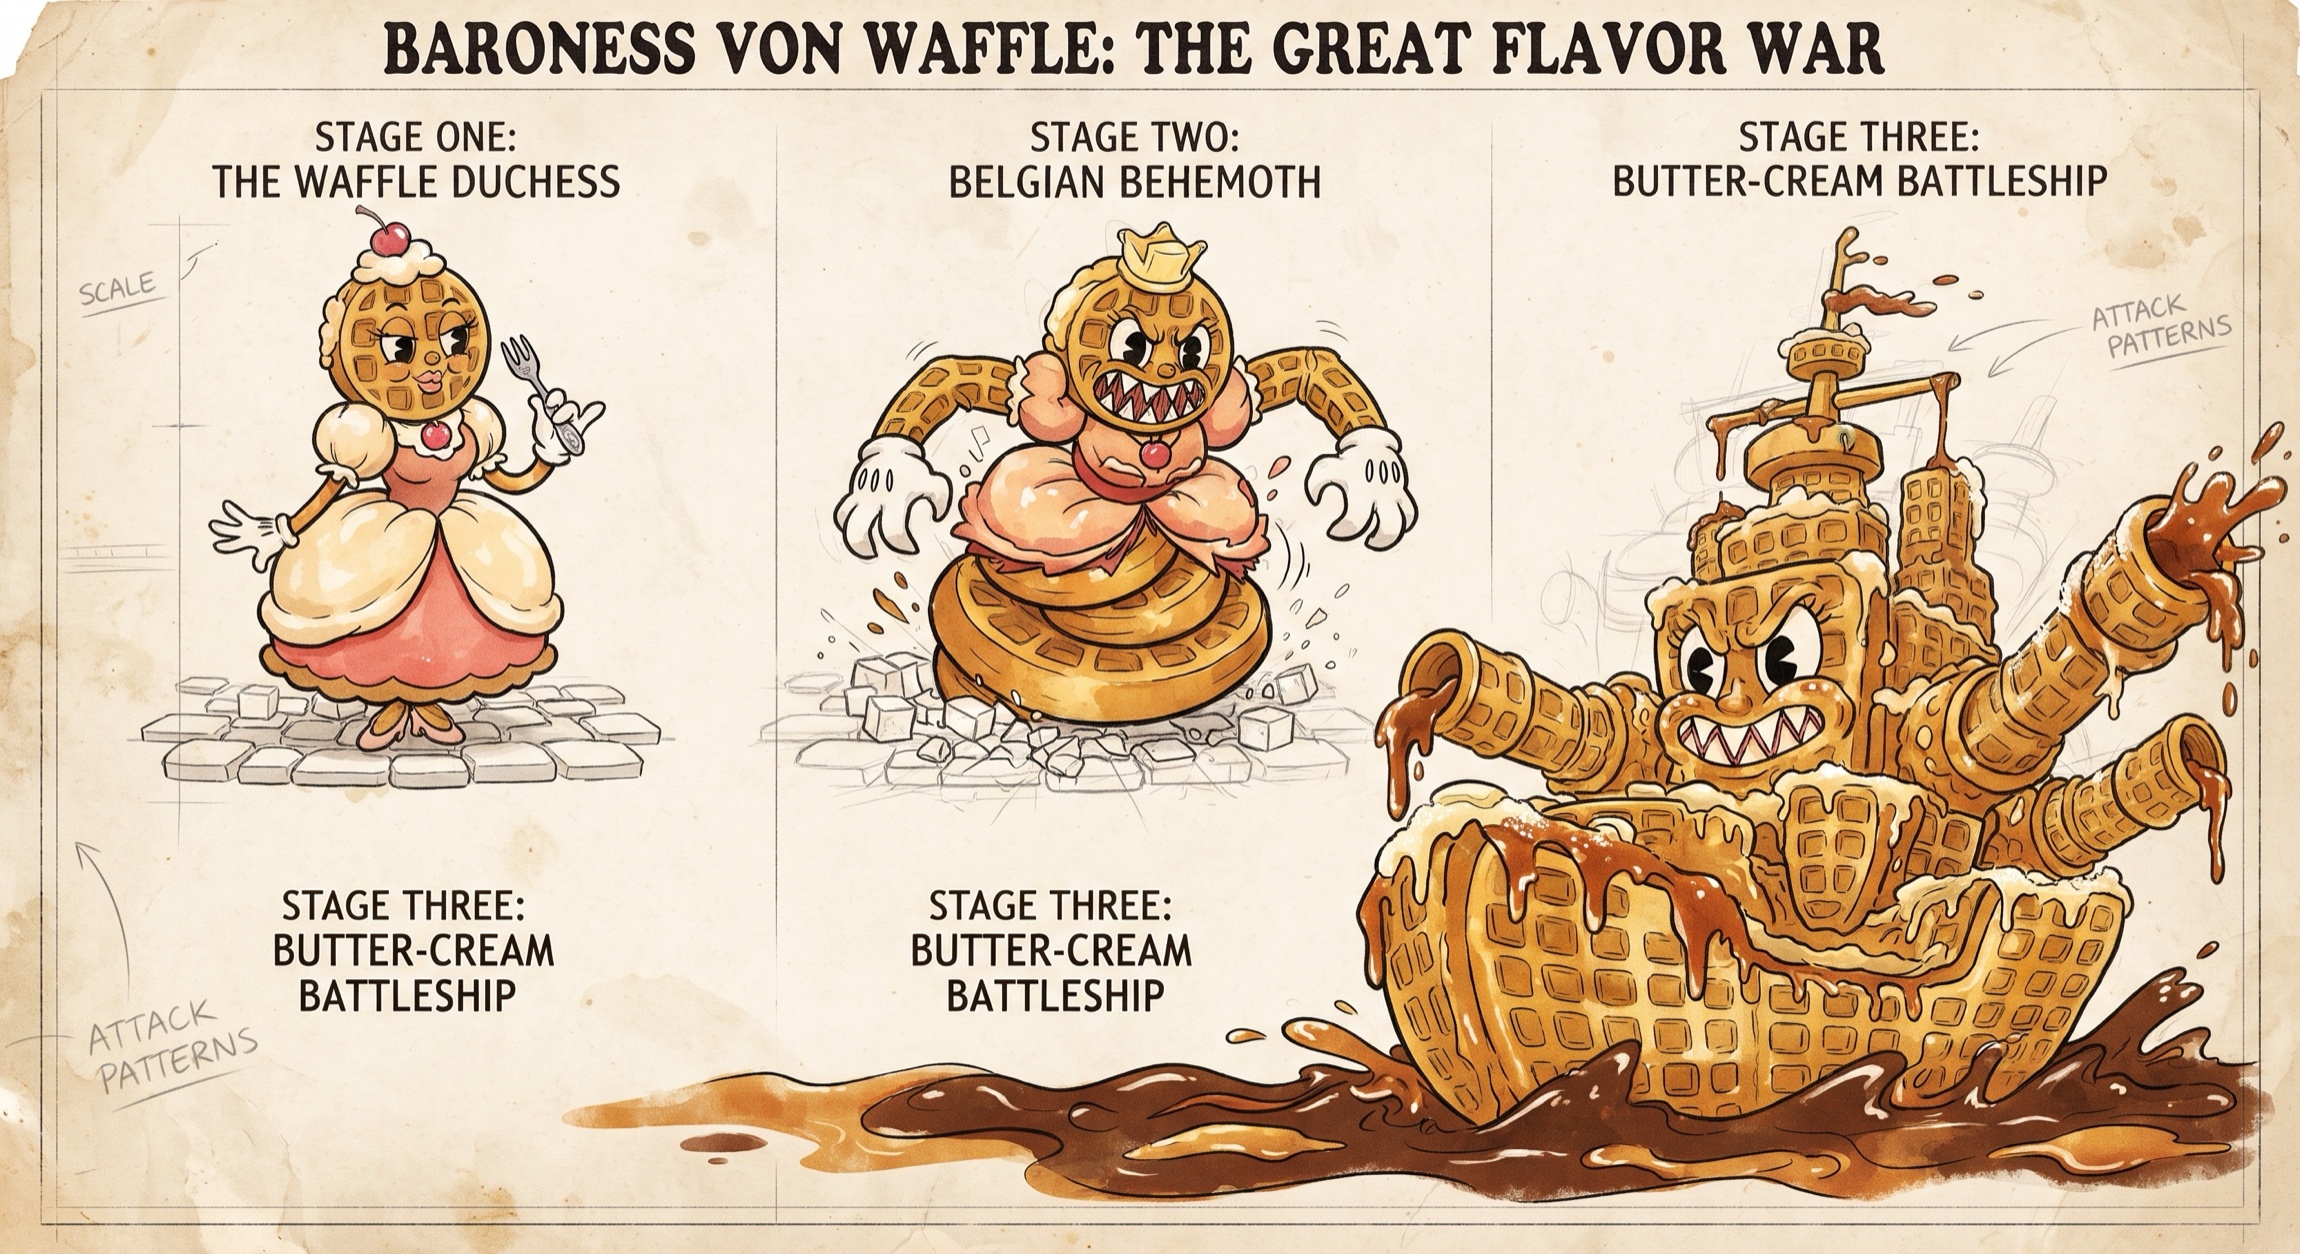 BARONESS VON WAFFLE: THE GREAT FLAVOR WAR
STAGE ONE:
THE WAFFLE DUCHESS
STAGE TWO:
BELGIAN BEHEMOTH
STAGE THREE:
BUTTER-CREAM BATTLESHIP
SCALE
ATTACK
PATTERNS
STAGE THREE:
BUTTER-CREAM
BATTLESHIP
STAGE THREE:
BUTTER-CREAM
BATTLESHIP
ATTACK
PATTERNS